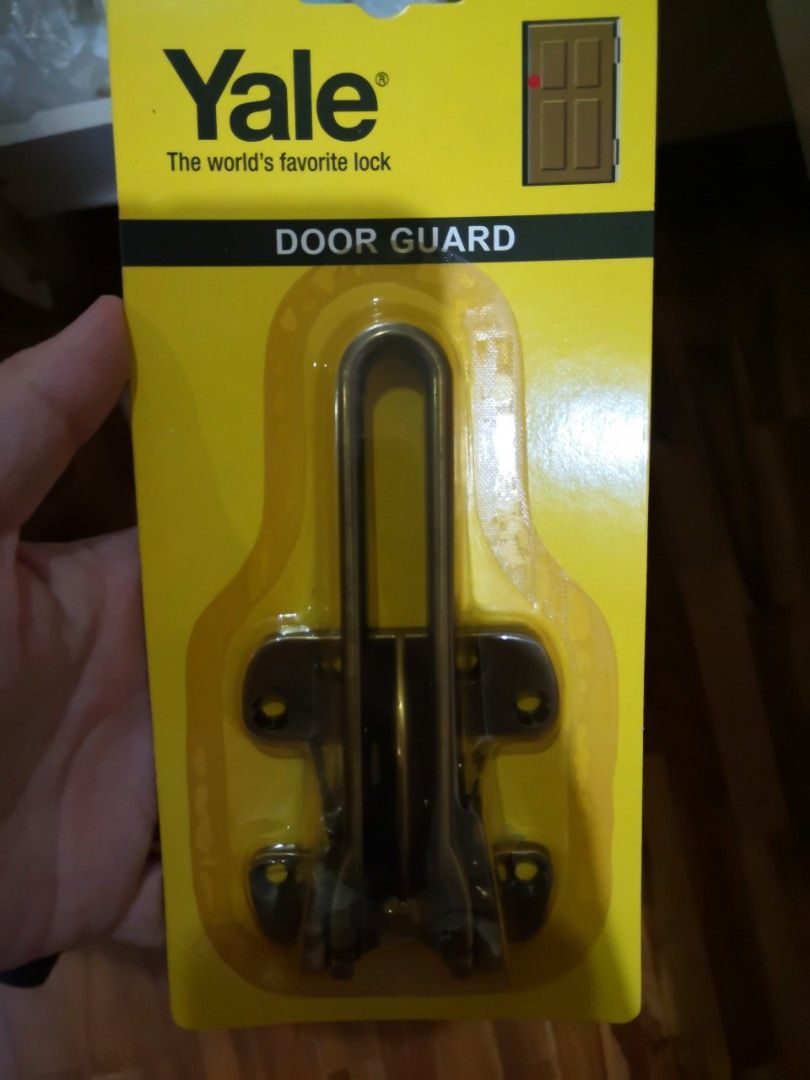 Yale®
The world's favorite lock
DOOR GUARD